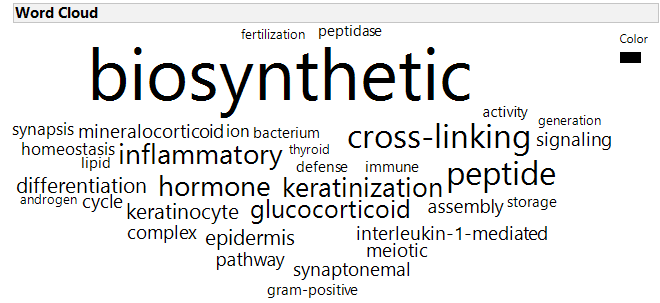 Word Cloud
fertilization peptidase
Color
biosynthetic
activity
generation
synapsis mineralocorticoid ion bacterium cross-linking signaling
homeostasis lipid inflammatory thyroid
defense immune
differentiation hormone keratinization peptide
androgen cycle keratinocyte glucocorticoid assembly storage
complex epidermis interleukin-1-mediated
pathway meiotic
synaptonemal
gram-positive